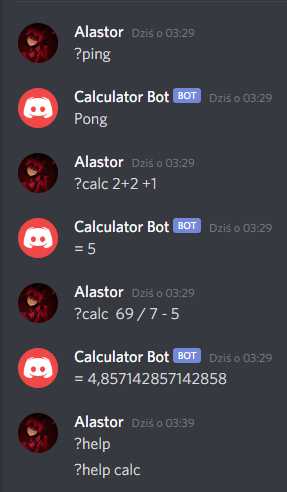 Alastor Dziś o 03:29
?ping
Calculator Bot BOT Dziś o 03:29
Pong
Alastor Dziś o 03:29
?calc 2+2 +1
Calculator Bot BOT Dziś o 03:29
= 5
Alastor Dziś o 03:29
?calc  69 / 7 - 5
Calculator Bot BOT Dziś o 03:29
= 4,857142857142858
Alastor Dziś o 03:39
?help
?help calc